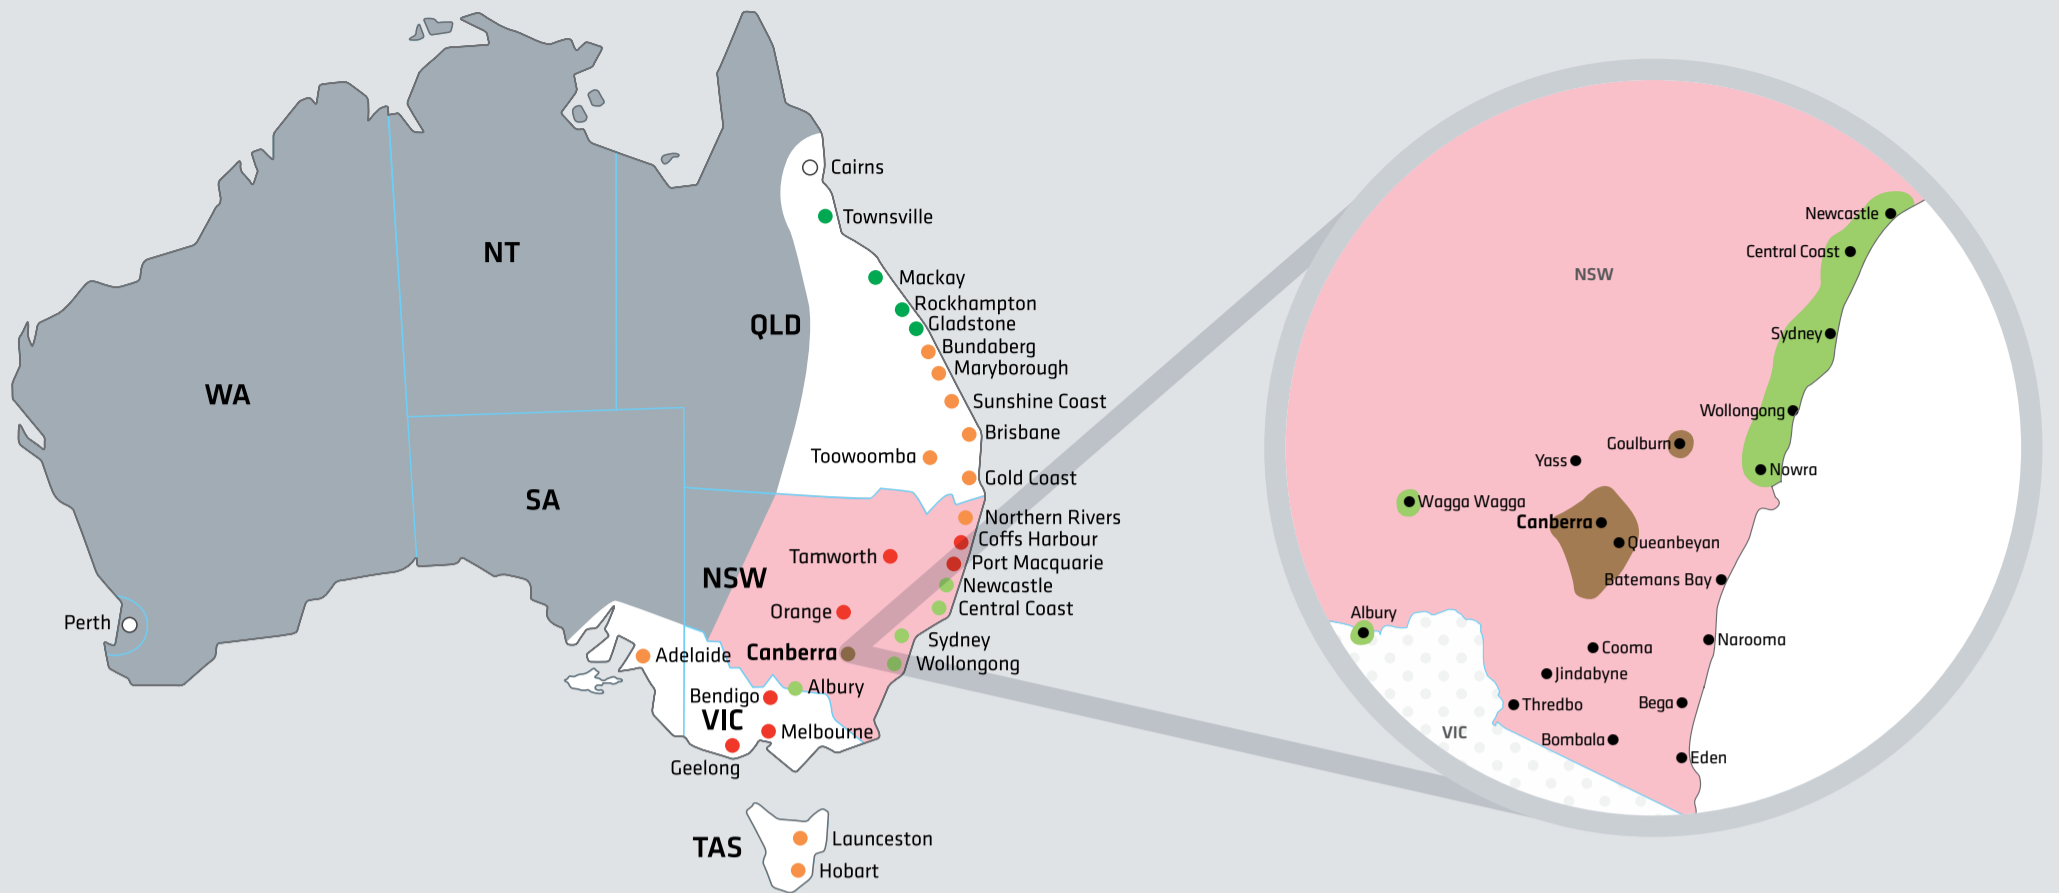 Cairns
Townsville
NT
Mackay
Rockhampton
Gladstone
QLD
Bundaberg
Maryborough
WA
Sunshine Coast
Brisbane
Toowoomba
Gold Coast
SA
Northern Rivers
Coffs Harbour
Tamworth
Port Macquarie
NSW
Newcastle
Central Coast
Orange
Perth
Sydney
Canberra
Adelaide
Wollongong
Albury
Bendigo
VIC
Melbourne
Geelong
Launceston
TAS
Hobart
Newcastle
Central Coast
NSW
Sydney
Wollongong
Goulburn
Yass
Nowra
Wagga Wagga
Canberra
Queanbeyan
Batemans Bay
Albury
Narooma
Cooma
Jindabyne
Thredbo
Bega
VIC
Bombala
Eden